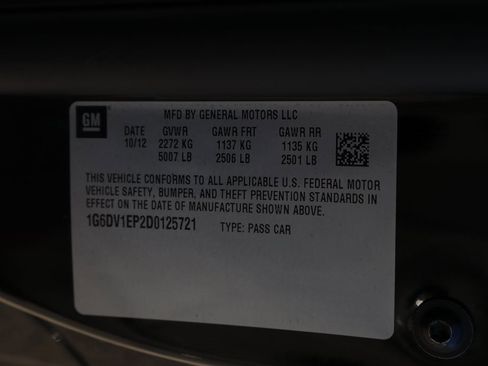 GM
MFD BY GENERAL MOTORS LLC
DATE GVWR GAWR FRT GAWR RR
10/12 2272 KG 1137 KG 1135 KG
5007 LB 2506 LB 2501 LB
THIS VEHICLE CONFORMS TO ALL APPLICABLE U.S. FEDERAL MOTOR
VEHICLE SAFETY, BUMPER, AND THEFT PREVENTION STANDARDS IN
EFFECT ON THE DATE OF MANUFACTURE SHOWN ABOVE.
1G6DV1EP2D0125721 TYPE: PASS CAR